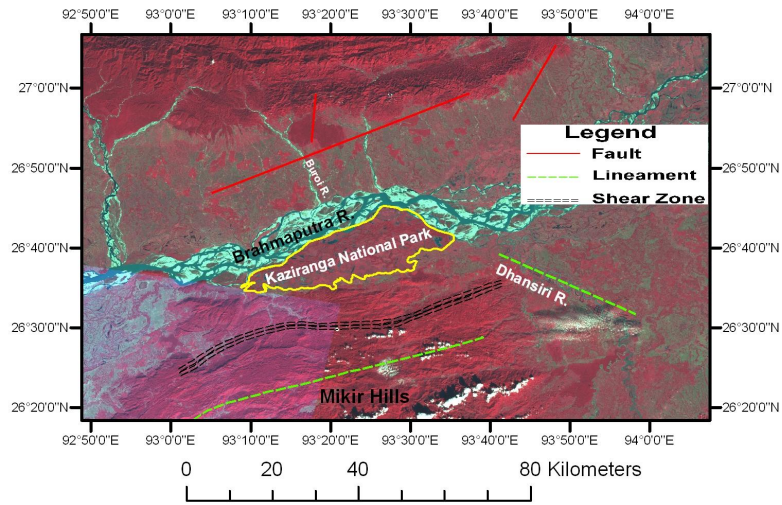 92°50'0"E 93°0'0"E 93°10'0"E 93°20'0"E 93°30'0"E 93°40'0"E 93°50'0"E 94°0'0"E
27°0'0"N 27°0'0"N
Legend
Fault
Lineament
Shear Zone
26°50'0"N 26°50'0"N
Buroi R.
Brahmaputra R.
Kaziranga National Park
26°40'0"N 26°40'0"N
Dhansiri R.
26°30'0"N 26°30'0"N
Mikir Hills
26°20'0"N 26°20'0"N
92°50'0"E 93°0'0"E 93°10'0"E 93°20'0"E 93°30'0"E 93°40'0"E 93°50'0"E 94°0'0"E
0 20 40 80 Kilometers